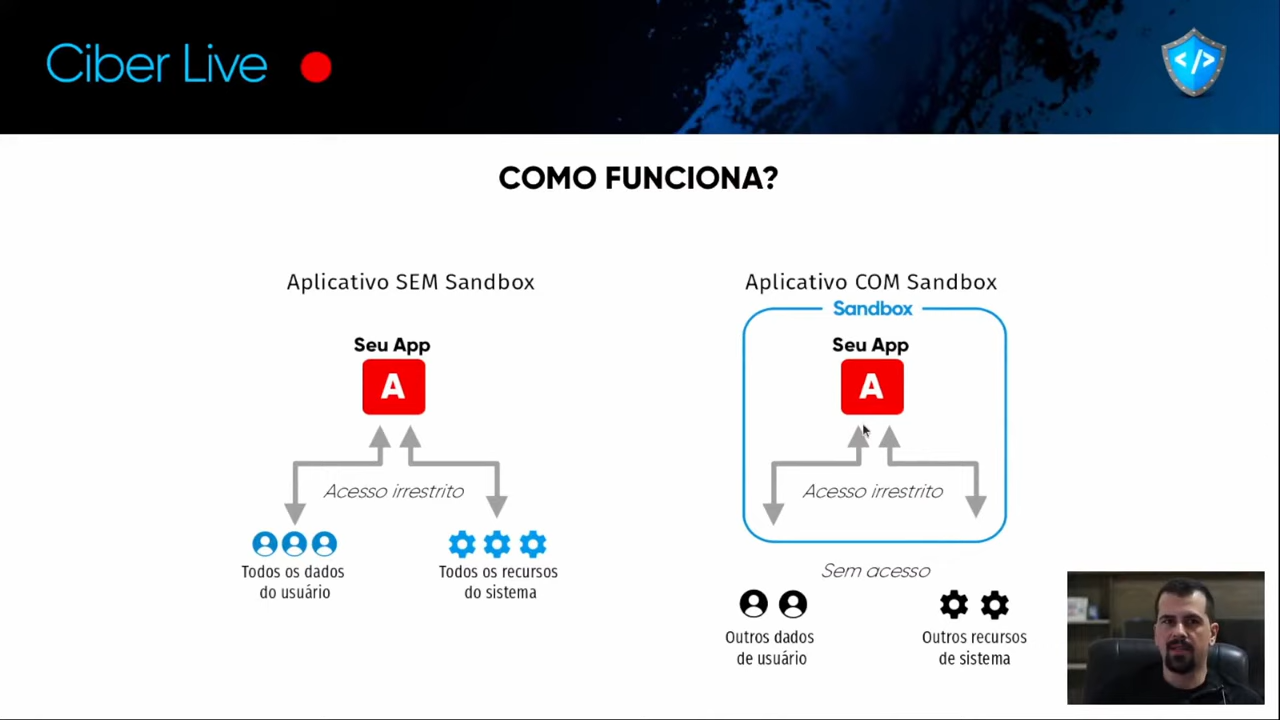 Ciber Live
</>
COMO FUNCIONA?
Aplicativo SEM Sandbox
Seu App
A
Acesso irrestrito
Todos os dados
do usuário
Todos os recursos
do sistema
Aplicativo COM Sandbox
Sandbox
Seu App
A
Acesso irrestrito
Sem acesso
Outros dados
de usuário
Outros recursos
de sistema